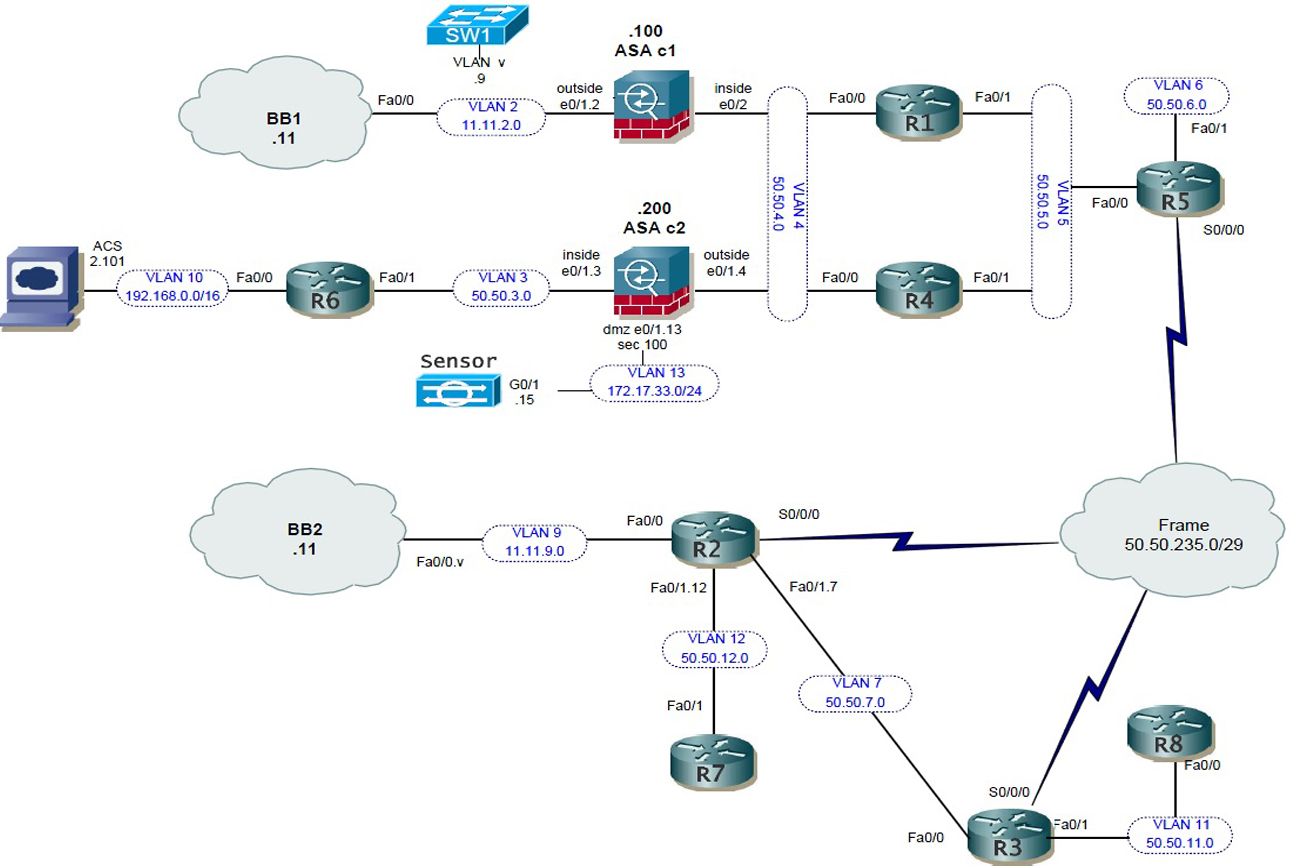 SW1
VLAN v
.9
.100
ASA c1
BB1
.11
Fa0/0
VLAN 2
11.11.2.0
outside
e0/1.2
inside
e0/2
Fa0/0
R1
Fa0/1
VLAN 6
50.50.6.0
Fa0/1
VLAN 4
50.50.4.0
VLAN 5
50.50.5.0
Fa0/0
R5
S0/0/0
.200
ASA c2
ACS
2.101
VLAN 10
192.168.0.0/16
Fa0/0
R6
Fa0/1
VLAN 3
50.50.3.0
inside
e0/1.3
outside
e0/1.4
Fa0/0
R4
Fa0/1
dmz e0/1.13
sec 100
Sensor
G0/1
.15
VLAN 13
172.17.33.0/24
BB2
.11
Fa0/0.v
VLAN 9
11.11.9.0
Fa0/0
R2
S0/0/0
Frame
50.50.235.0/29
Fa0/1.12
Fa0/1.7
VLAN 12
50.50.12.0
VLAN 7
50.50.7.0
Fa0/1
R7
R8
Fa0/0
S0/0/0
Fa0/0
R3
Fa0/1
VLAN 11
50.50.11.0